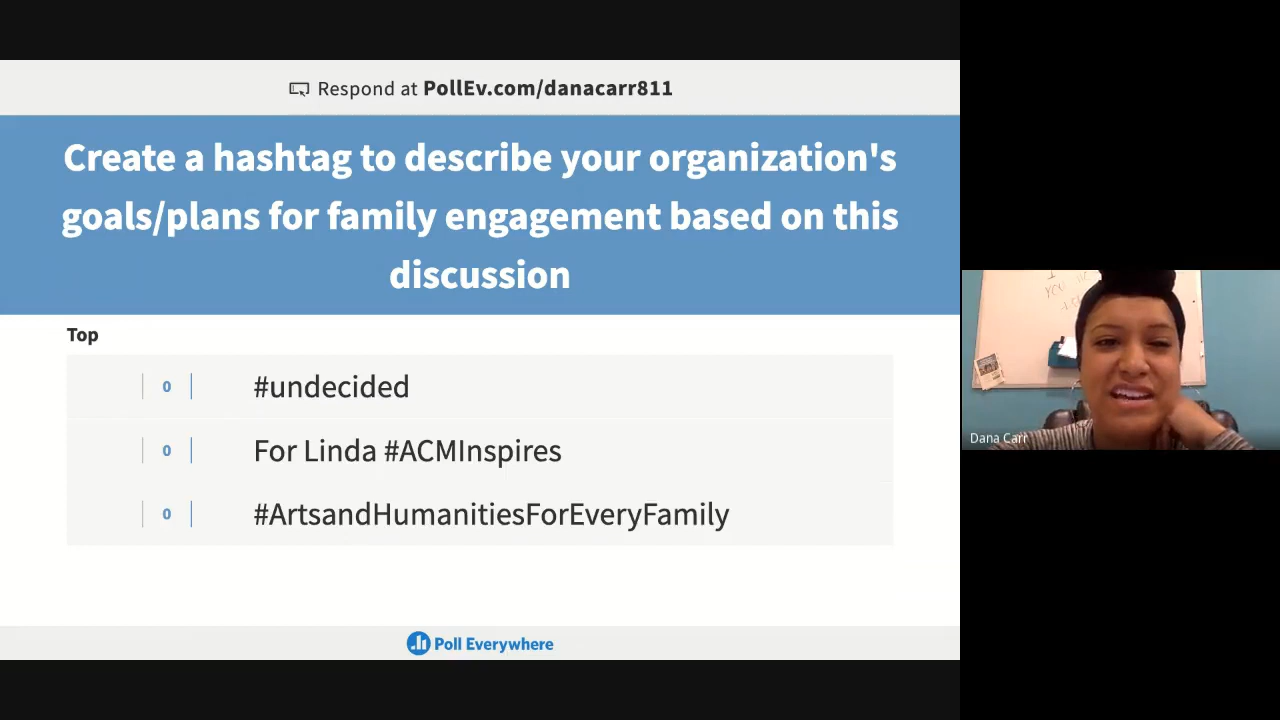 Respond at PollEv.com/danacarr811
Create a hashtag to describe your organization's
goals/plans for family engagement based on this
discussion
Top
0 #undecided
0 For Linda #ACMInspires
0 #ArtsandHumanitiesForEveryFamily
Poll Everywhere
Dana Carr